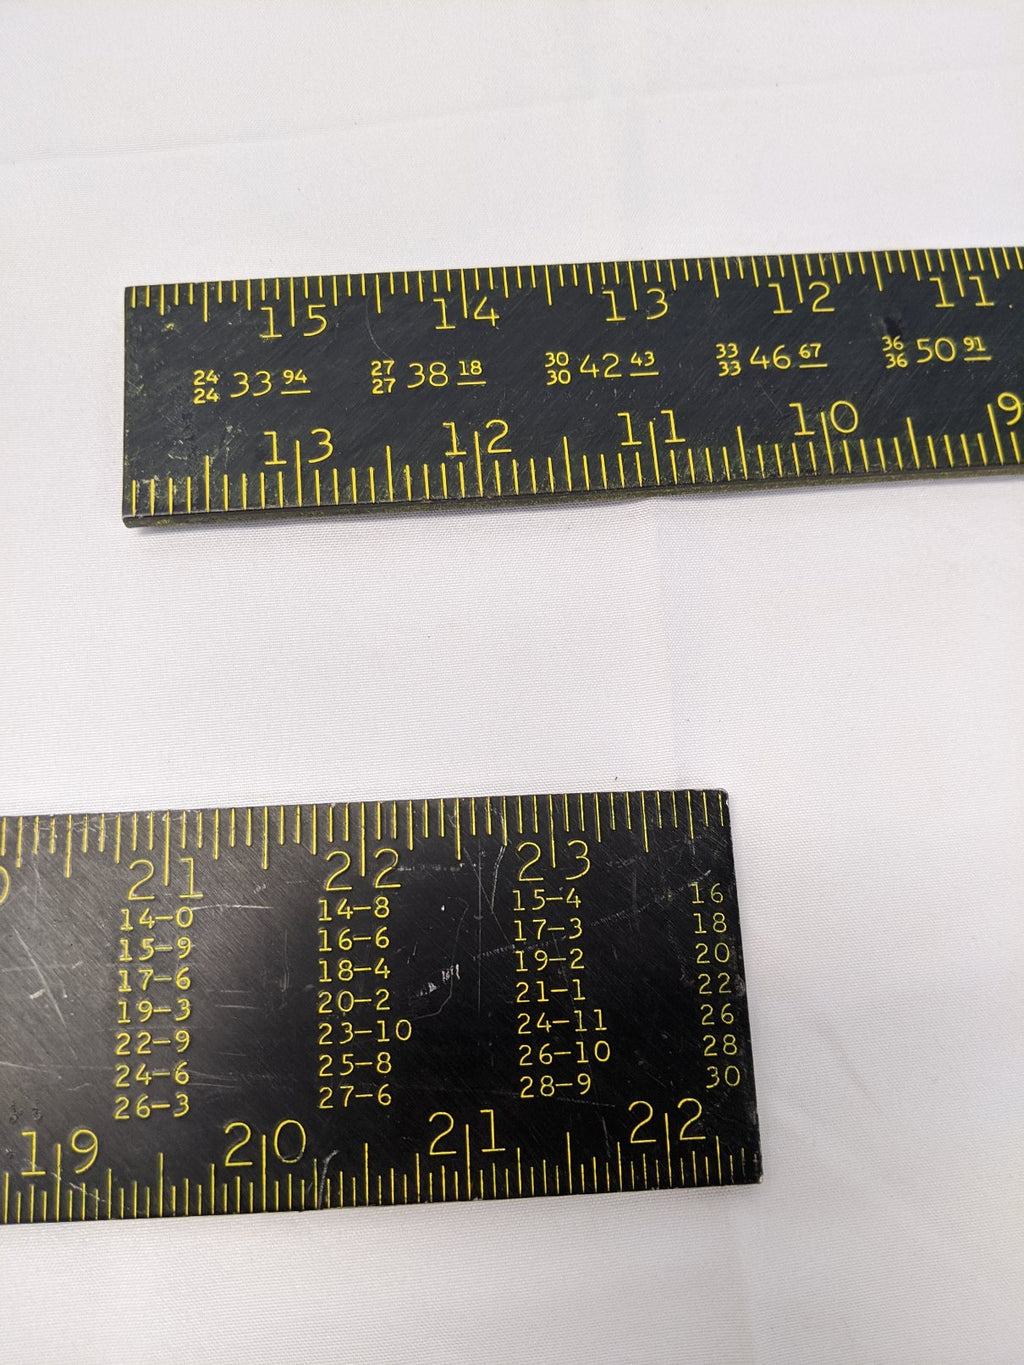 15 14 13 12 11
24 24 33 94 27 27 38 18 30 30 42 43 33 33 46 67 36 36 50 91
13 12 11 10 9
21 22 23
14-0 14-8 15-4 16
15-9 16-6 17-3 18
17-6 18-4 19-2 20
19-3 20-2 21-1 22
22-9 23-10 24-11 26
24-6 25-8 26-10 28
26-3 27-6 28-9 30
19 20 21 22